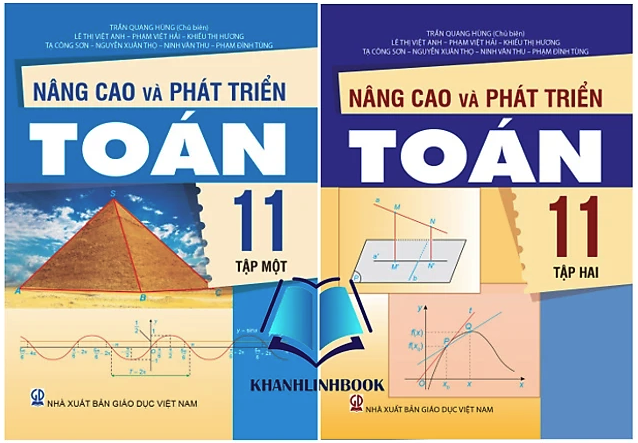 TRẦN QUANG HÙNG (Chủ biên)
LÊ THỊ VIỆT ANH – PHẠM VIỆT HẢI – KHIẾU THỊ HƯƠNG
TẠ CÔNG SƠN – NGUYỄN XUÂN THỌ – NINH VĂN THU – PHẠM ĐÌNH TÙNG
NÂNG CAO VÀ PHÁT TRIỂN
TOÁN
11
TẬP MỘT
S
A
B
C
y = sinx
T = 2π
NHÀ XUẤT BẢN GIÁO DỤC VIỆT NAM
TRẦN QUANG HÙNG (Chủ biên)
LÊ THỊ VIỆT ANH – PHẠM VIỆT HẢI – KHIẾU THỊ HƯƠNG
TẠ CÔNG SƠN – NGUYỄN XUÂN THỌ – NINH VĂN THU – PHẠM ĐÌNH TÙNG
NÂNG CAO VÀ PHÁT TRIỂN
TOÁN
11
TẬP HAI
a
M
N
a'
M'
N'
P
b
y
t
f(x)
Q
f(x₀)
P
O
x₀
x
x
NHÀ XUẤT BẢN GIÁO DỤC VIỆT NAM
KHANHLINHBOOK